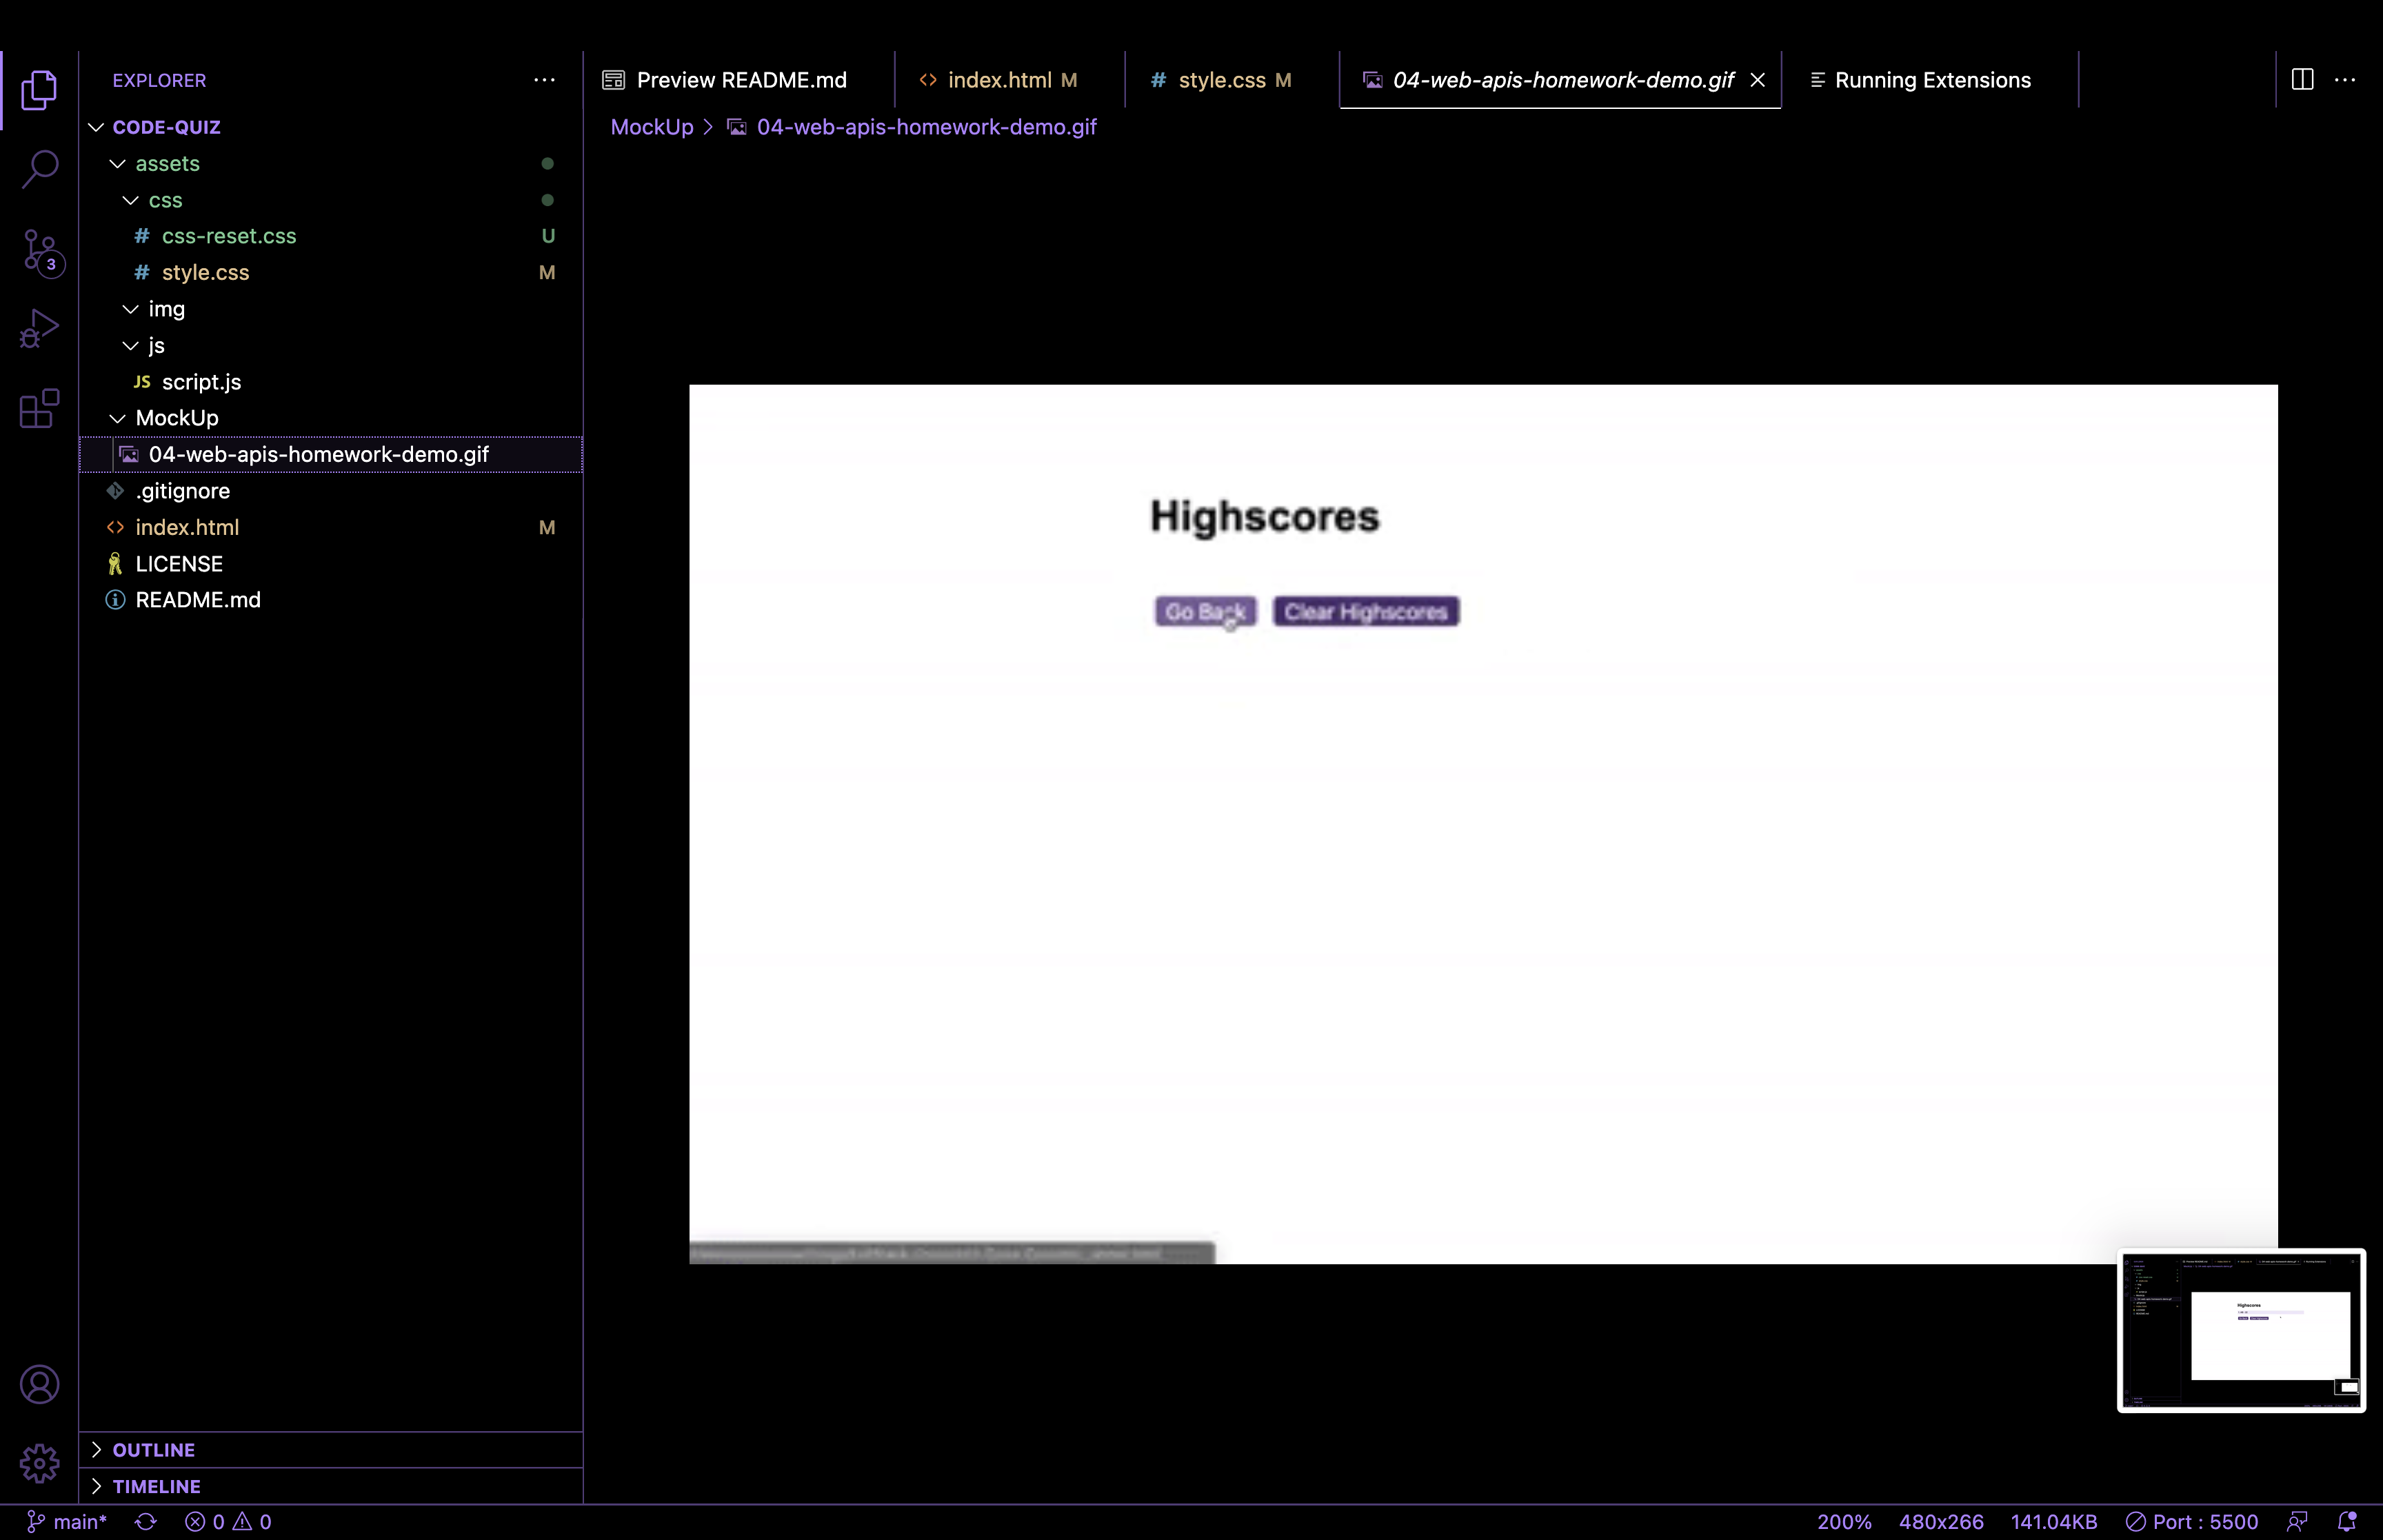 EXPLORER
CODE-QUIZ
assets
css
# css-reset.css U
# style.css M
img
js
JS script.js
MockUp
04-web-apis-homework-demo.gif
.gitignore
<> index.html M
LICENSE
README.md
3
OUTLINE
TIMELINE
Preview README.md
<> index.html M
# style.css M
04-web-apis-homework-demo.gif
Running Extensions
MockUp > 04-web-apis-homework-demo.gif
Highscores
Go Back Clear Highscores
Highscores
main* 0 0
200% 480x266 141.04KB Port : 5500